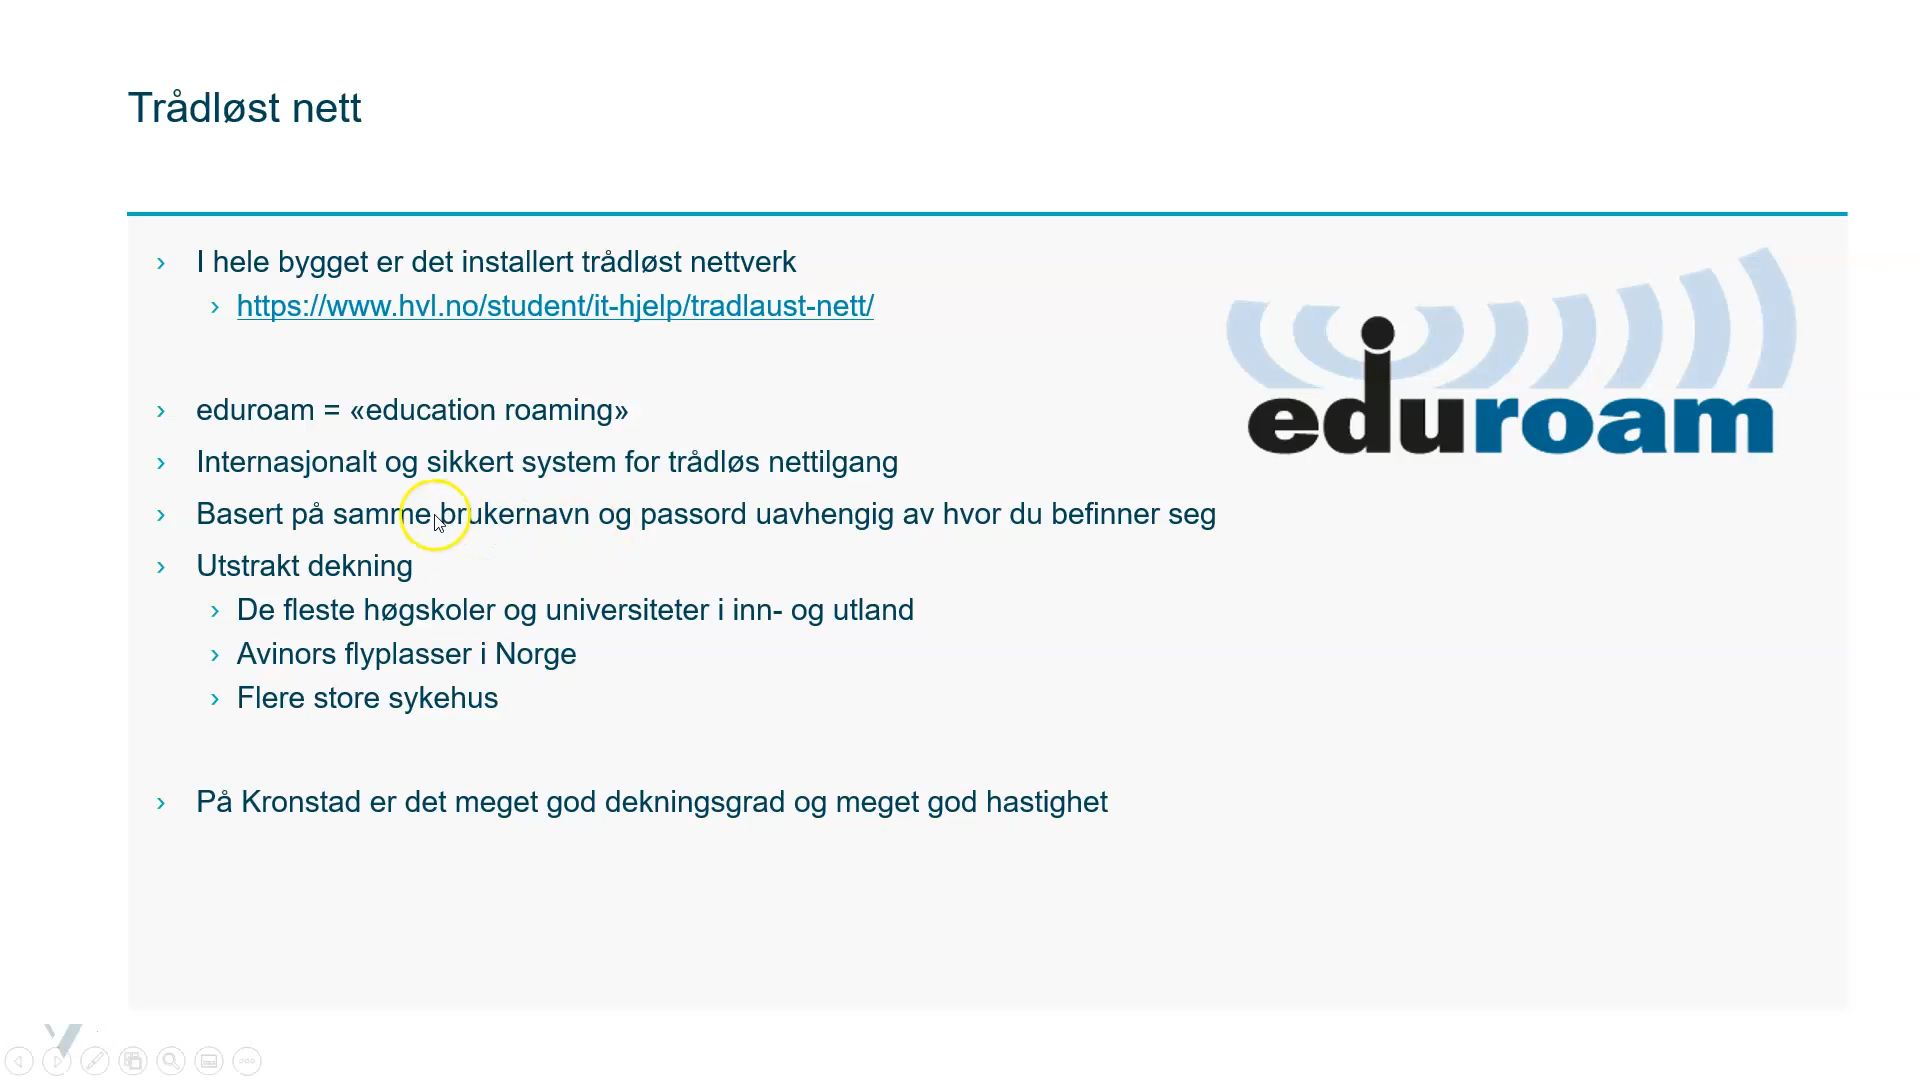 Trådløst nett
I hele bygget er det installert trådløst nettverk
https://www.hvl.no/student/it-hjelp/tradlaust-nett/
eduroam
eduroam = «education roaming»
Internasjonalt og sikkert system for trådløs nettilgang
Basert på samme brukernavn og passord uavhengig av hvor du befinner seg
Utstrakt dekning
De fleste høgskoler og universiteter i inn- og utland
Avinors flyplasser i Norge
Flere store sykehus
På Kronstad er det meget god dekningsgrad og meget god hastighet